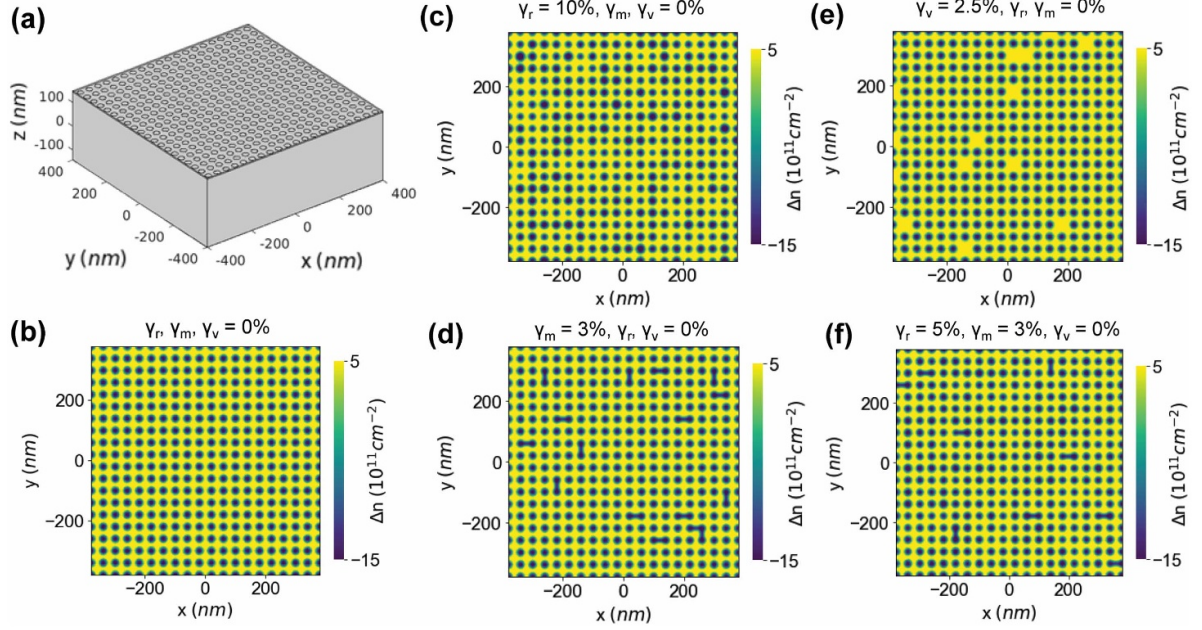 (a)
z (nm)
100
0
-100
400
200
0
-200
-400
y (nm)
-400
-200
0
200
400
x (nm)
(b)
γr, γm, γv = 0%
y (nm)
200
0
−200
−200 0 200
x (nm)
5
−15
Δn (10¹¹cm⁻²)
(c)
γr = 10%, γm, γv = 0%
y (nm)
200
0
−200
−200 0 200
x (nm)
5
−15
Δn (10¹¹cm⁻²)
(d)
γm = 3%, γr, γv = 0%
y (nm)
200
0
−200
−200 0 200
x (nm)
5
−15
Δn (10¹¹cm⁻²)
(e)
γv = 2.5%, γr, γm = 0%
y (nm)
200
0
−200
−200 0 200
x (nm)
5
−15
Δn (10¹¹cm⁻²)
(f)
γr = 5%, γm = 3%, γv = 0%
y (nm)
200
0
−200
−200 0 200
x (nm)
5
−15
Δn (10¹¹cm⁻²)